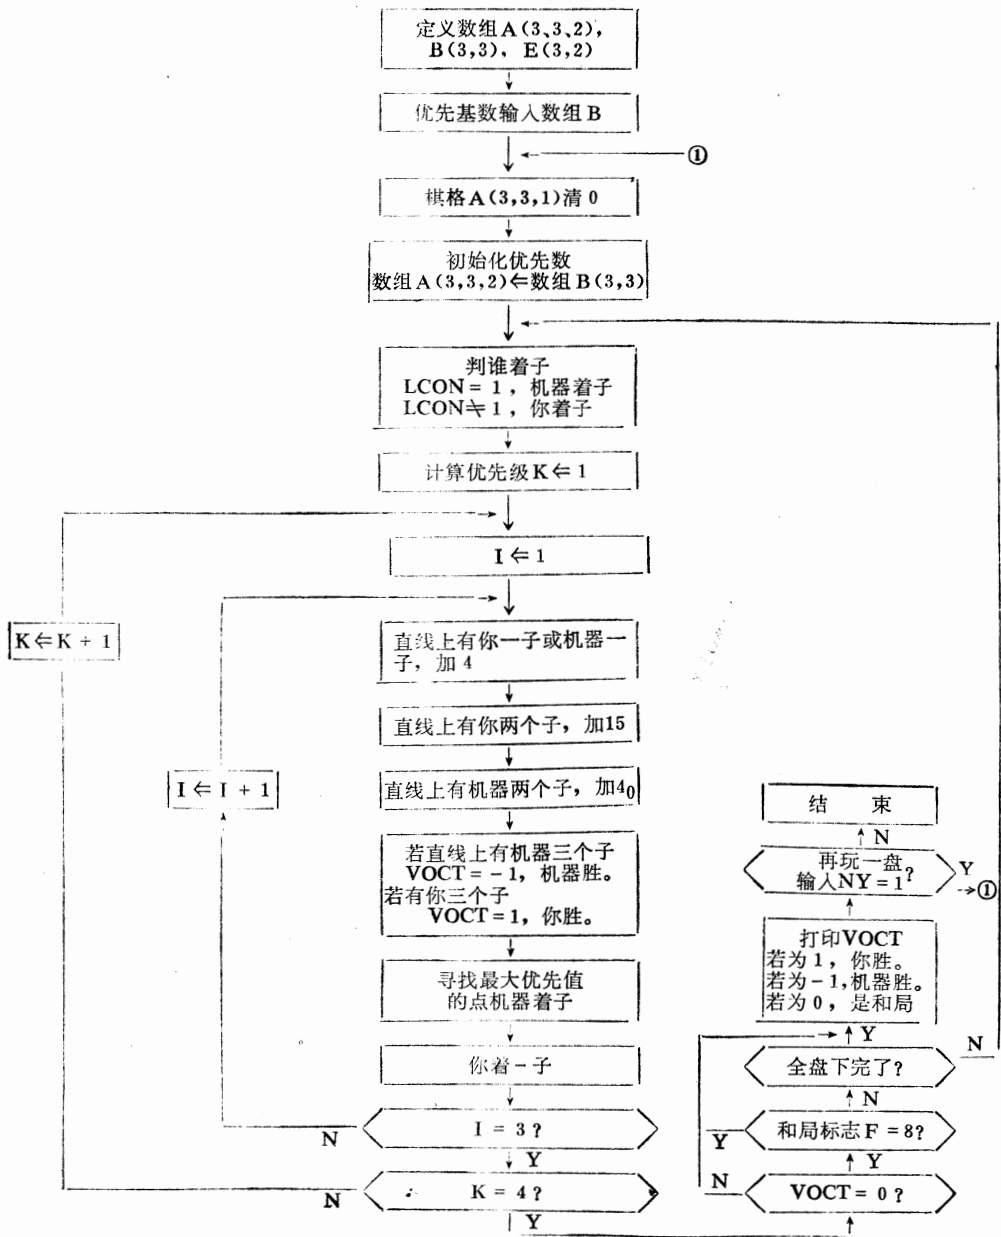 定义数组A(3、3、2),
B(3,3), E(3,2)
优先基数输入数组B
①
棋格A(3,3,1)清0
初始化优先数
数组A(3,3,2)⇐数组B(3,3)
判谁着子
LCON = 1, 机器着子
LCON≠1, 你着子
计算优先级K⇐1
I⇐1
K⇐K + 1
直线上有你一子或机器一
子, 加4
直线上有你两个子, 加15
I⇐I + 1
直线上有机器两个子, 加40
若直线上有机器三个子
VOCT = -1, 机器胜。
若有你三个子
VOCT = 1, 你胜。
寻找最大优先值
的点机器着子
你着-子
N
I = 3?
Y
N
K = 4?
Y
结 束
N
再玩一盘?
输入NY = 1
Y
①
打印VOCT
若为1, 你胜。
若为-1,机器胜。
若为0, 是和局
Y
N
全盘下完了?
N
Y
和局标志F = 8?
Y
N
VOCT = 0?